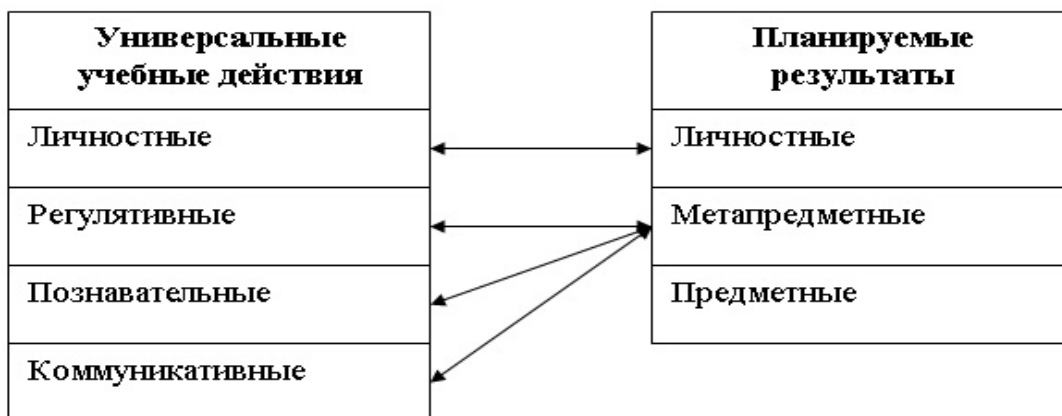 Универсальные
учебные действия
Личностные
Регулятивные
Познавательные
Коммуникативные
Планируемые
результаты
Личностные
Метапредметные
Предметные